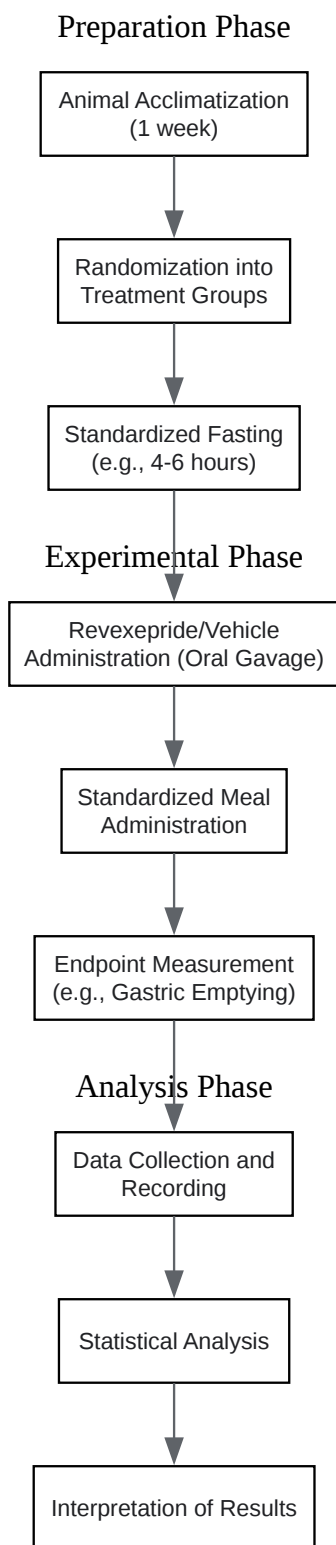 Preparation Phase
Animal Acclimatization
(1 week)
Randomization into
Treatment Groups
Standardized Fasting
(e.g., 4-6 hours)
Experimental Phase
Revexepride/Vehicle
Administration (Oral Gavage)
Standardized Meal
Administration
Endpoint Measurement
(e.g., Gastric Emptying)
Analysis Phase
Data Collection and
Recording
Statistical Analysis
Interpretation of Results